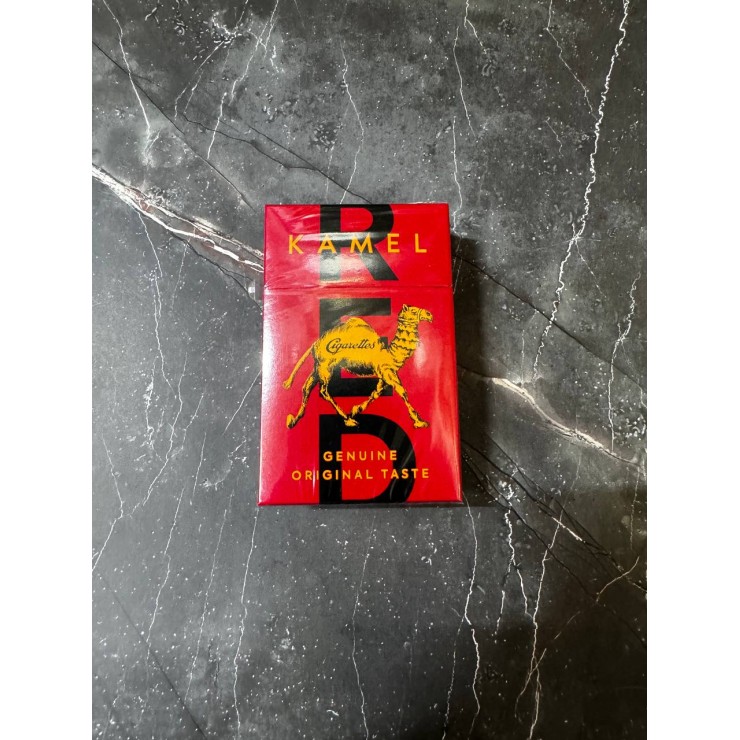 KAMEL
RED
Cigarettes
GENUINE
ORIGINAL TASTE